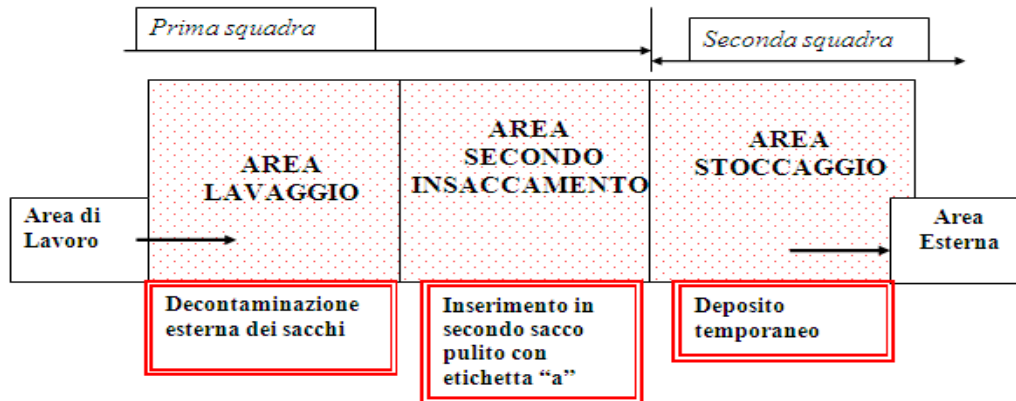 Prima squadra
Seconda squadra
AREA
LAVAGGIO
AREA
SECONDO
INSACCAMENTO
AREA
STOCCAGGIO
Area di
Lavoro
Area
Esterna
Decontaminazione
esterna dei sacchi
Inserimento in
secondo sacco
pulito con
etichetta “a”
Deposito
temporaneo